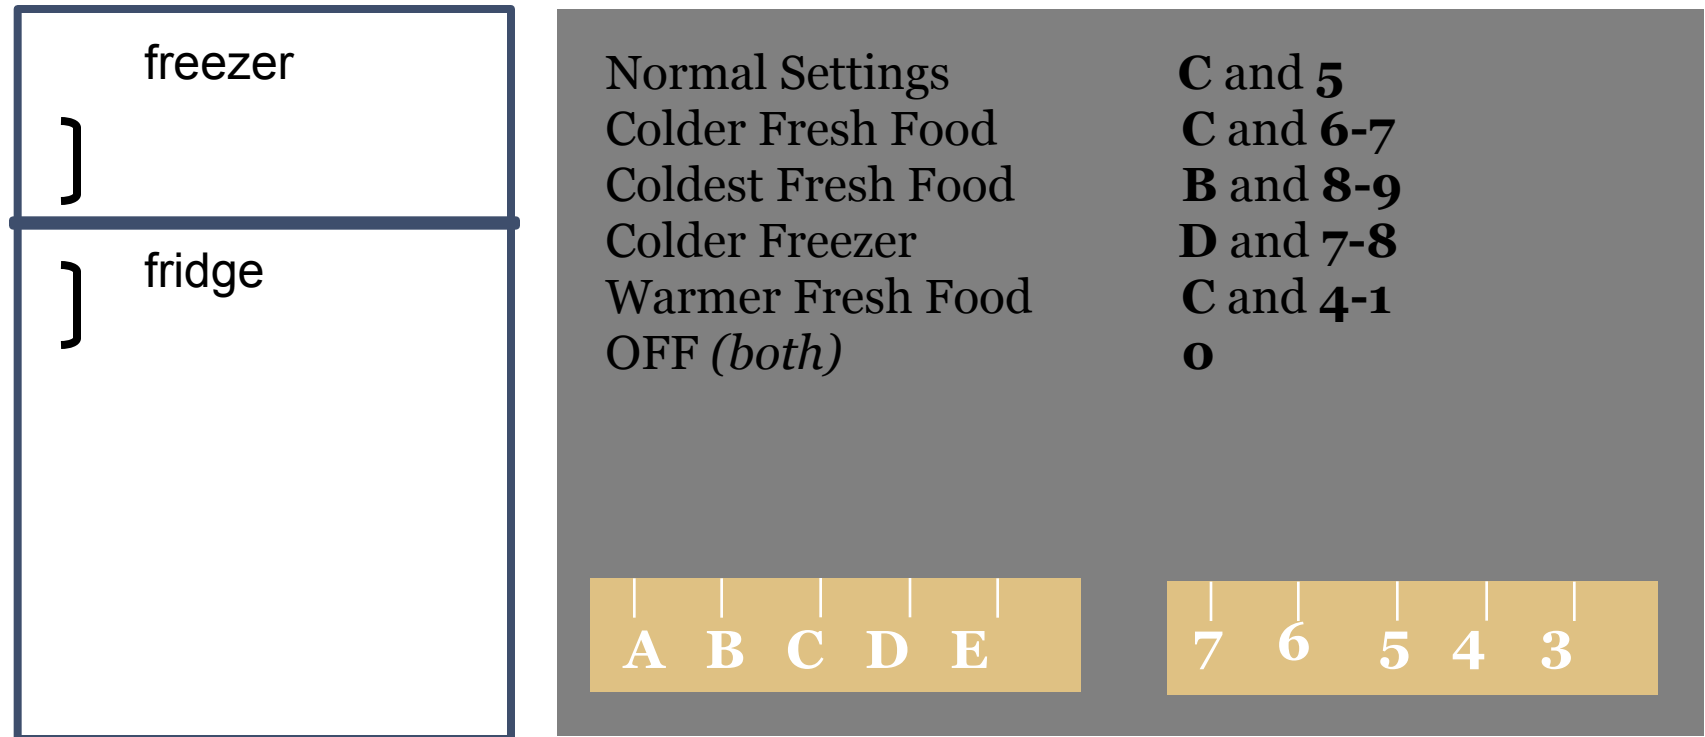 freezer
fridge
Normal Settings C and 5
Colder Fresh Food C and 6-7
Coldest Fresh Food B and 8-9
Colder Freezer D and 7-8
Warmer Fresh Food C and 4-1
OFF (both) 0
A B C D E
7 6 5 4 3